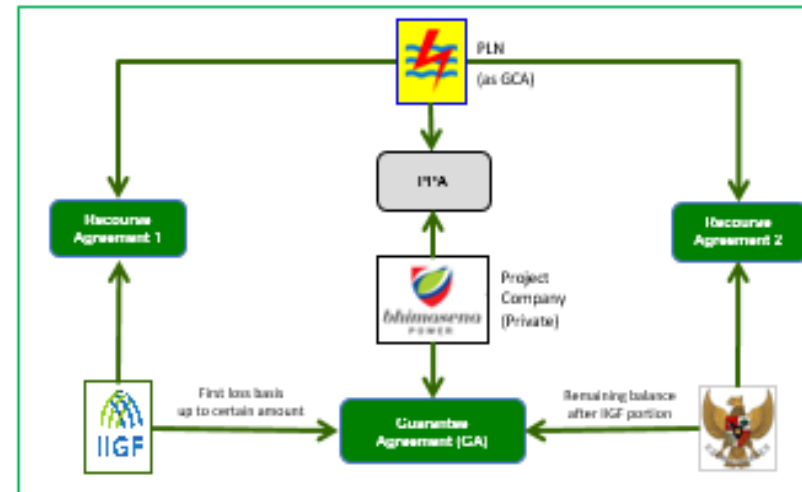 PLN
(as GCA)
PPA
Recourse
Agreement 1
Recourse
Agreement 2
bhimasena
POWER
Project
Company
(Private)
First loss basis
up to certain amount
Remaining balance
after IIGF portion
IIGF
Guarantee
Agreement (GA)